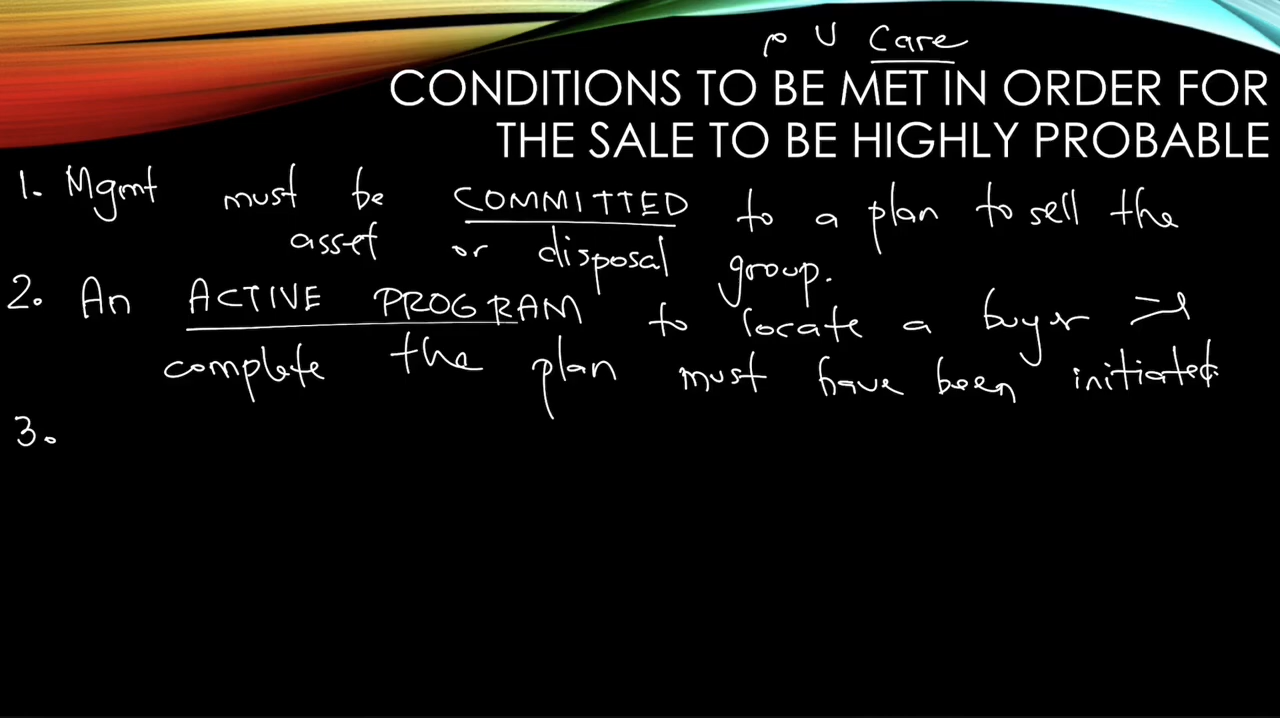 ρ U Care
CONDITIONS TO BE MET IN ORDER FOR
THE SALE TO BE HIGHLY PROBABLE
1. Mgmt must be COMMITTED to a plan to sell the
asset or disposal group.
2. An ACTIVE PROGRAM to locate a buyer
complete the plan must have been initiated
3.